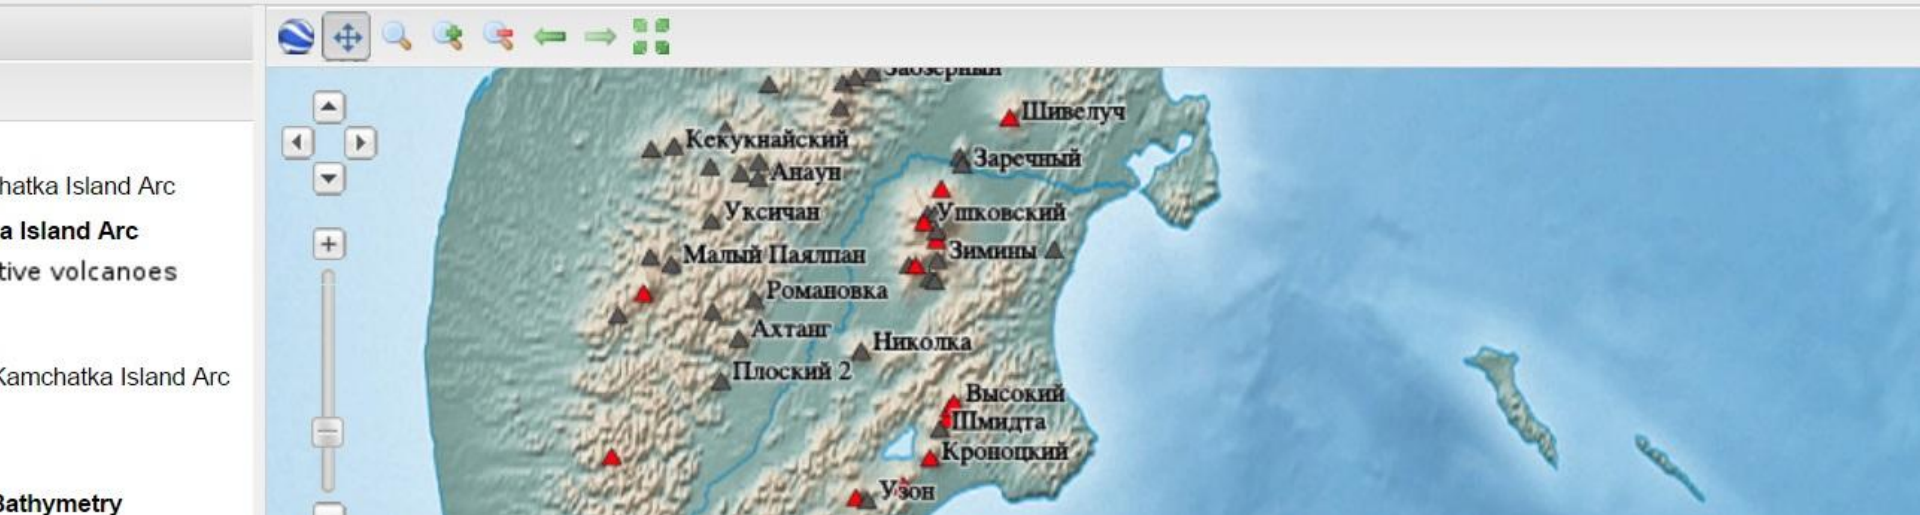 hatka Island Arc
a Island Arc
tive volcanoes
Kamchatka Island Arc
Bathymetry
Заозерный
Шивелуч
Кекукнайский
Заречный
Анаун
Уксичан
Ушковский
Малый Паялпан
Зимины
Романовка
Ахтанг
Николка
Плоский 2
Высокий
Шмидта
Кроноцкий
Узон